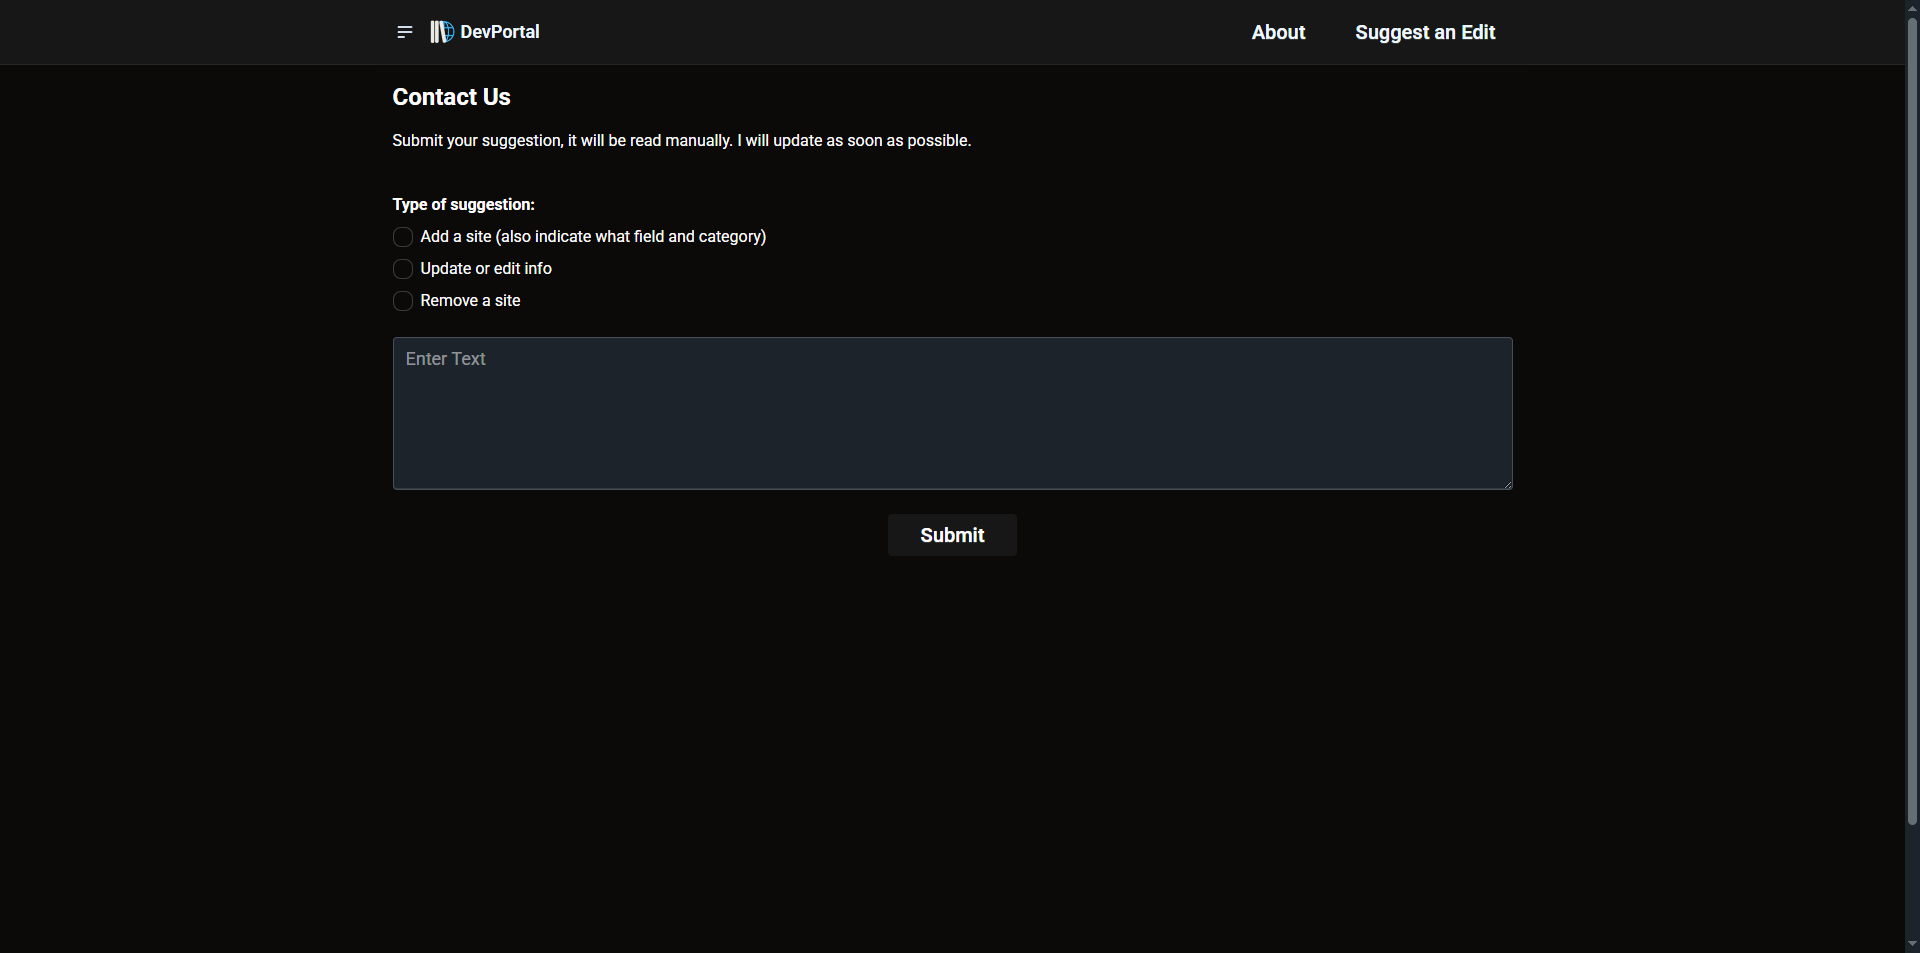 DevPortal
About
Suggest an Edit
Contact Us
Submit your suggestion, it will be read manually. I will update as soon as possible.
Type of suggestion:
Add a site (also indicate what field and category)
Update or edit info
Remove a site
Enter Text
Submit